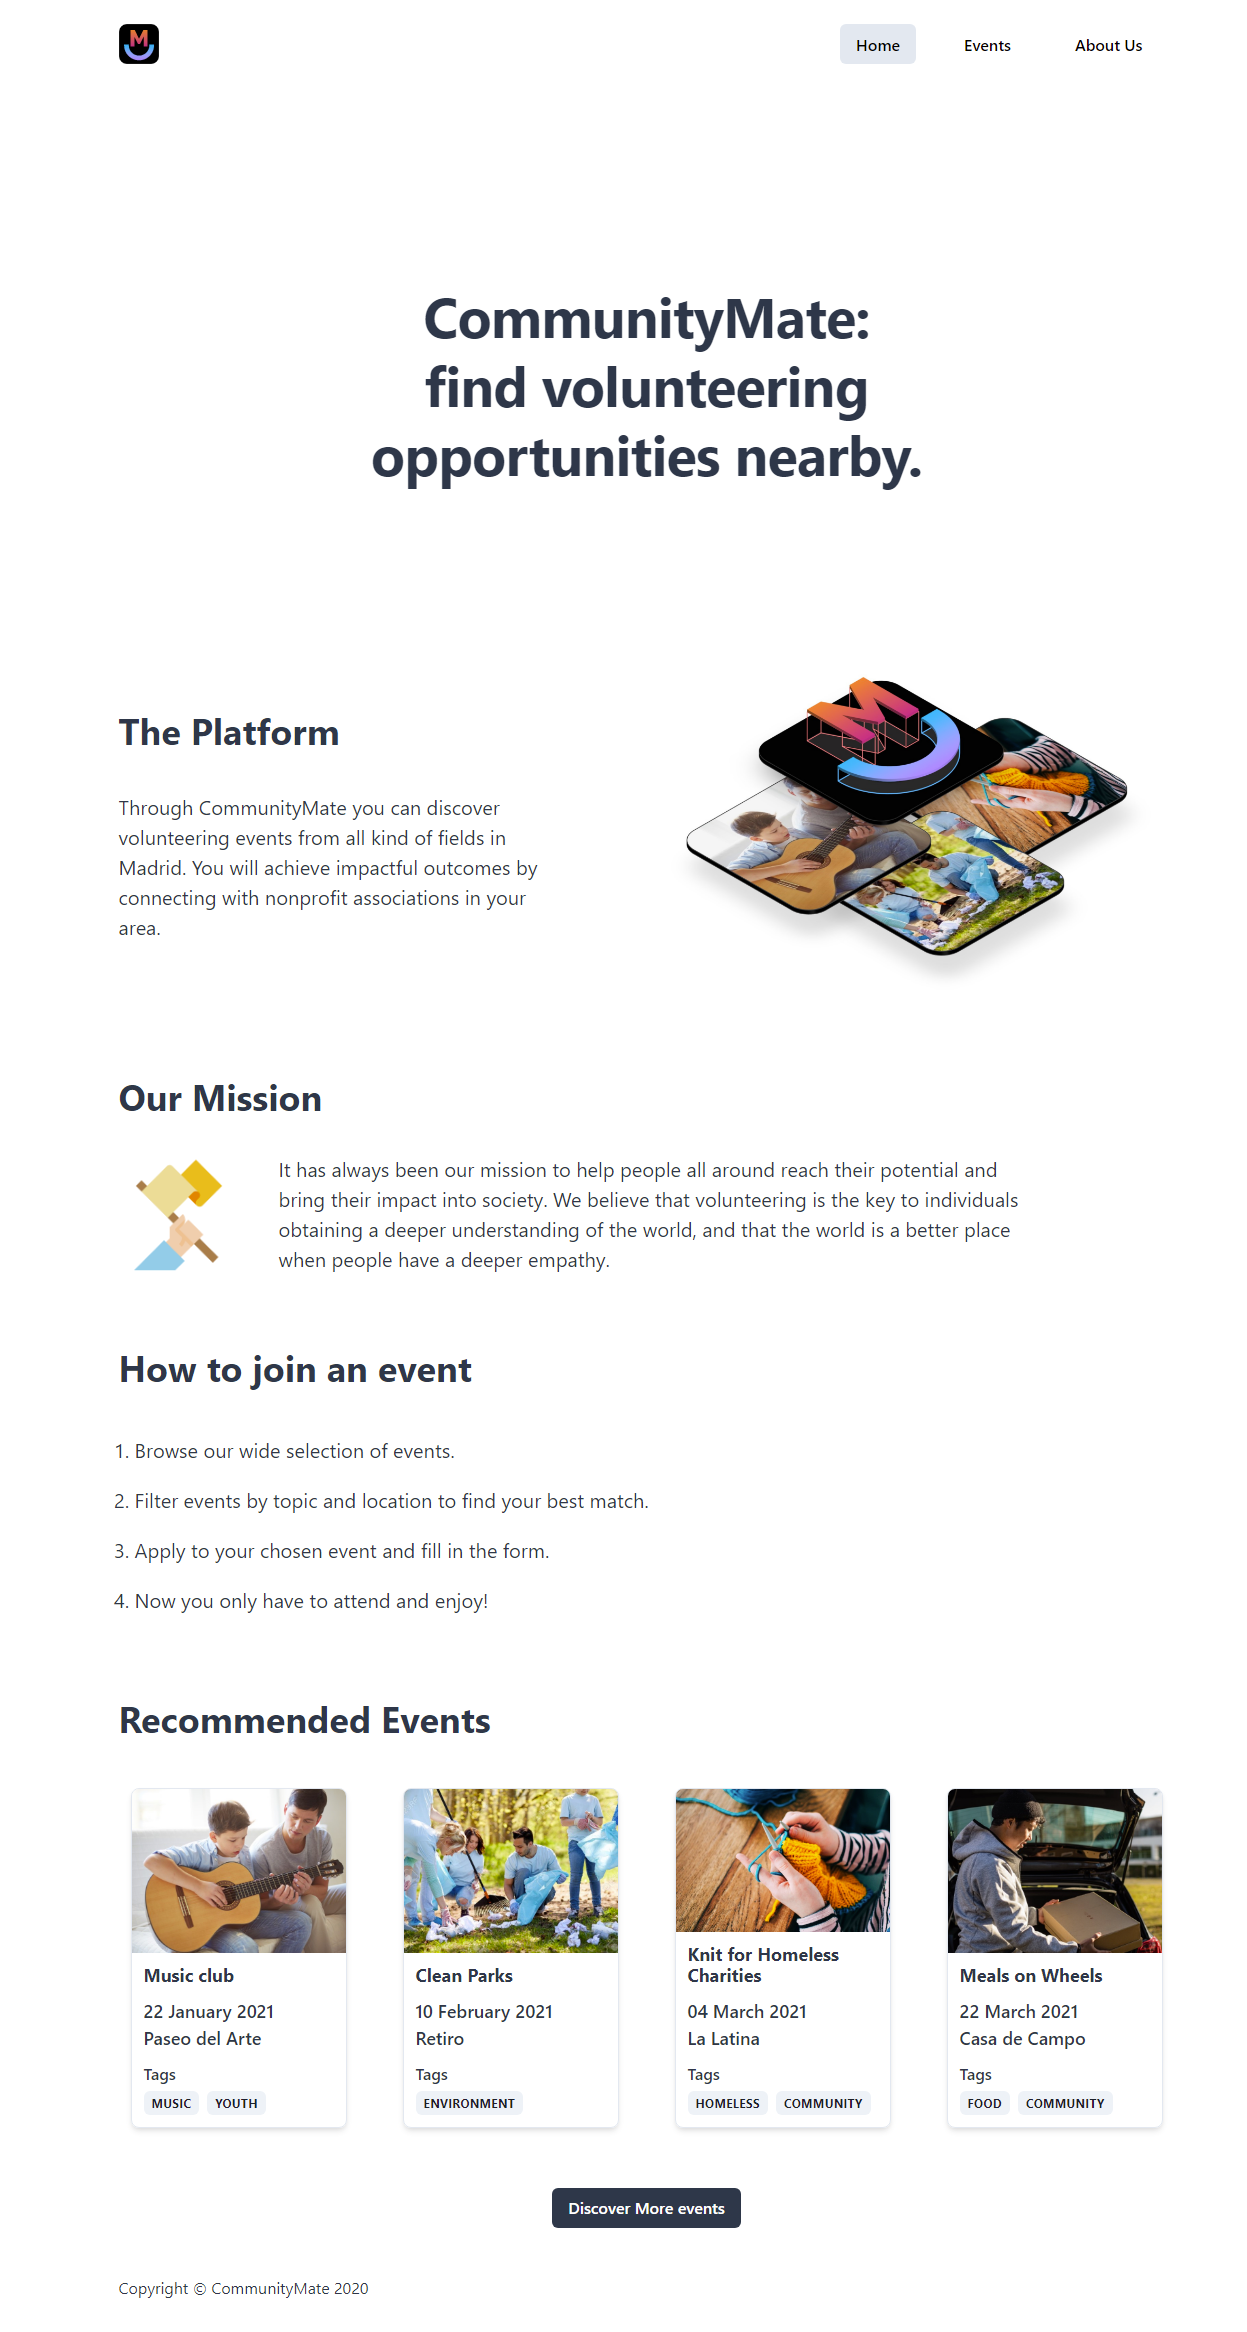 M
Home
Events
About Us
CommunityMate:
find volunteering
opportunities nearby.
The Platform
Through CommunityMate you can discover
volunteering events from all kind of fields in
Madrid. You will achieve impactful outcomes by
connecting with nonprofit associations in your
area.
M
Our Mission
It has always been our mission to help people all around reach their potential and
bring their impact into society. We believe that volunteering is the key to individuals
obtaining a deeper understanding of the world, and that the world is a better place
when people have a deeper empathy.
How to join an event
1. Browse our wide selection of events.
2. Filter events by topic and location to find your best match.
3. Apply to your chosen event and fill in the form.
4. Now you only have to attend and enjoy!
Recommended Events
Music club
22 January 2021
Paseo del Arte
Tags
MUSIC YOUTH
Clean Parks
10 February 2021
Retiro
Tags
ENVIRONMENT
Knit for Homeless
Charities
04 March 2021
La Latina
Tags
HOMELESS COMMUNITY
Meals on Wheels
22 March 2021
Casa de Campo
Tags
FOOD COMMUNITY
Discover More events
Copyright © CommunityMate 2020